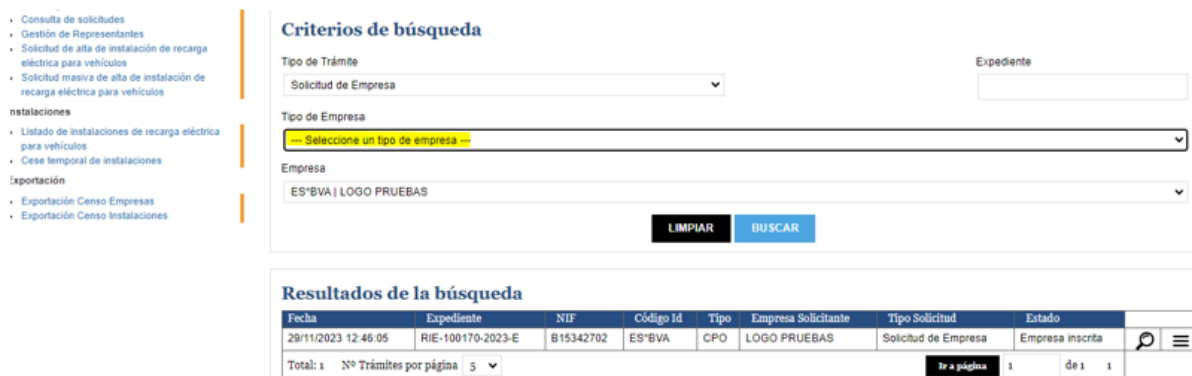 Consulta de solicitudes
Gestión de Representantes
Solicitud de alta de instalación de recarga
eléctrica para vehículos
Solicitud masiva de alta de instalación de
recarga eléctrica para vehículos
nstalaciones
Listado de instalaciones de recarga eléctrica
para vehículos
Cese temporal de instalaciones
Exportación
Exportación Censo Empresas
Exportación Censo Instalaciones
Criterios de búsqueda
Tipo de Trámite Expediente
Solicitud de Empresa
Tipo de Empresa
--- Seleccione un tipo de empresa ---
Empresa
ES*BVA | LOGO PRUEBAS
LIMPIAR BUSCAR
Resultados de la búsqueda
Fecha Expediente NIF Código Id Tipo Empresa Solicitante Tipo Solicitud Estado
29/11/2023 12:46:05 RIE-100170-2023-E B15342702 ES*BVA CPO LOGO PRUEBAS Solicitud de Empresa Empresa inscrita
Total: 1 Nº Trámites por página 5 Ir a página 1 de 1 1